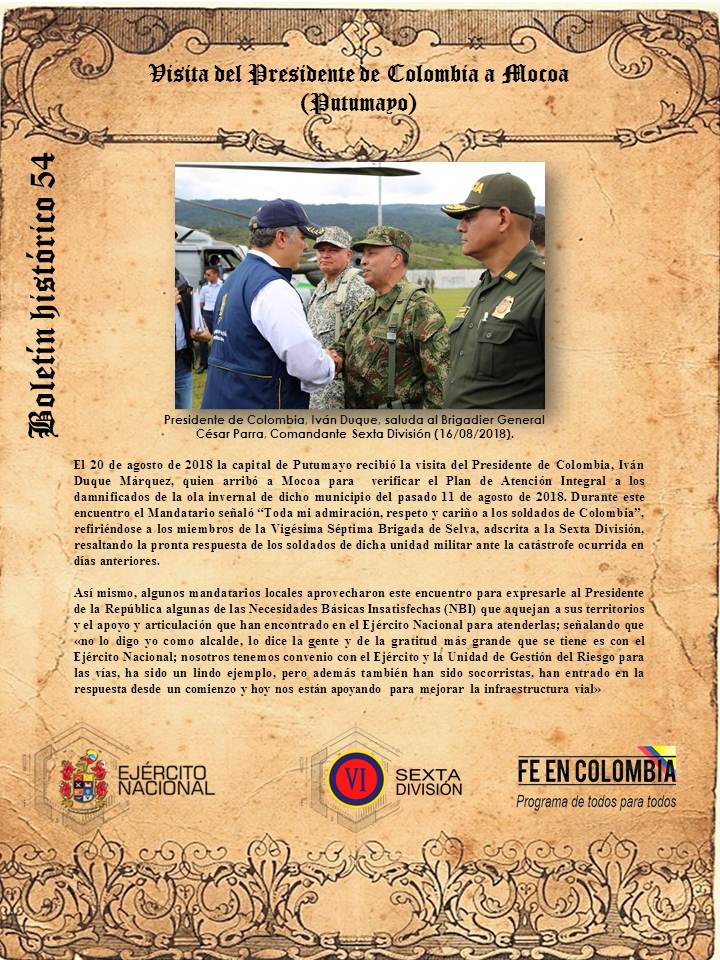 Visita del Presidente de Colombia a Mocoa
(Putumayo)
Boletín histórico 54
Presidente de Colombia, Iván Duque, saluda al Brigadier General
César Parra, Comandante Sexta División (16/08/2018).
El 20 de agosto de 2018 la capital de Putumayo recibió la visita del Presidente de Colombia, Iván
Duque Márquez, quien arribó a Mocoa para verificar el Plan de Atención Integral a los
damnificados de la ola invernal de dicho municipio del pasado 11 de agosto de 2018. Durante este
encuentro el Mandatario señaló “Toda mi admiración, respeto y cariño a los soldados de Colombia”,
refiriéndose a los miembros de la Vigésima Séptima Brigada de Selva, adscrita a la Sexta División,
resaltando la pronta respuesta de los soldados de dicha unidad militar ante la catástrofe ocurrida en
días anteriores.
Así mismo, algunos mandatarios locales aprovecharon este encuentro para expresarle al Presidente
de la República algunas de las Necesidades Básicas Insatisfechas (NBI) que aquejan a sus territorios
y el apoyo y articulación que han encontrado en el Ejército Nacional para atenderlas; señalando que
«no lo digo yo como alcalde, lo dice la gente y de la gratitud más grande que se tiene es con el
Ejército Nacional; nosotros tenemos convenio con el Ejército y la Unidad de Gestión del Riesgo para
las vías, ha sido un lindo ejemplo, pero además también han sido socorristas, han entrado en la
respuesta desde un comienzo y hoy nos están apoyando para mejorar la infraestructura vial»
EJÉRCITO
NACIONAL
VI
SEXTA
DIVISIÓN
FE EN COLOMBIA
Programa de todos para todos